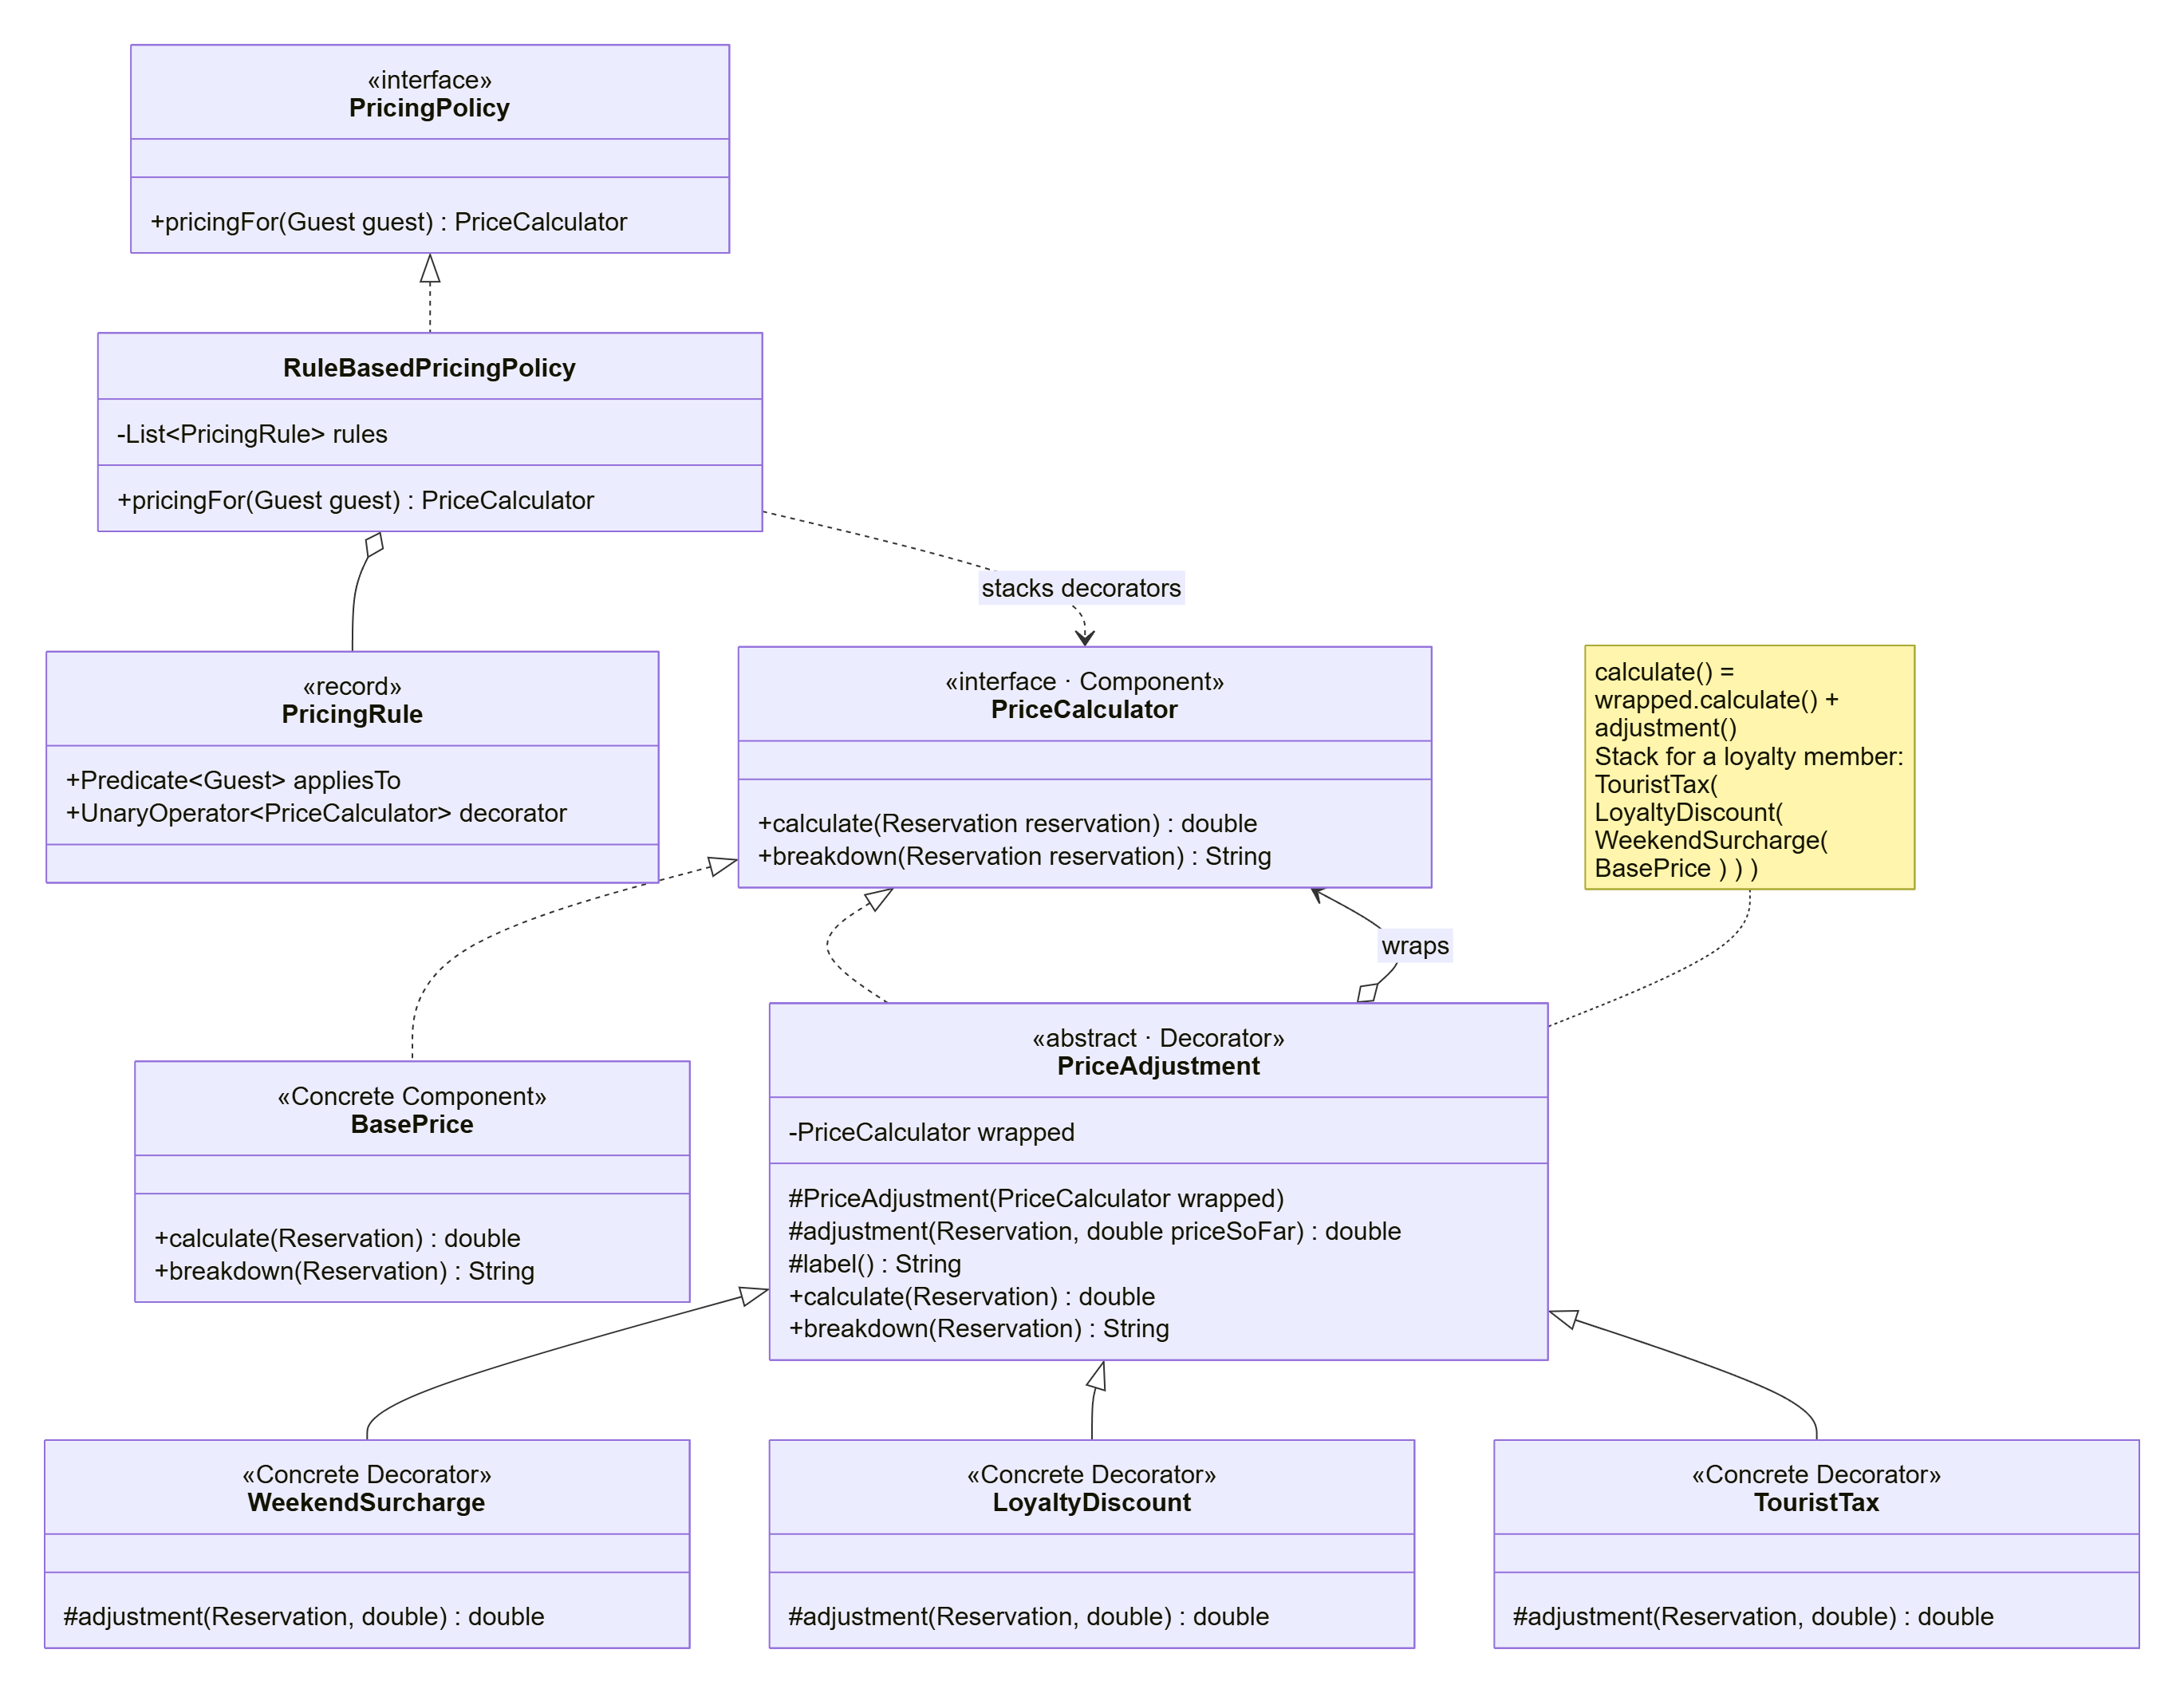 «interface»
PricingPolicy
+pricingFor(Guest guest) : PriceCalculator
RuleBasedPricingPolicy
-List<PricingRule> rules
+pricingFor(Guest guest) : PriceCalculator
stacks decorators
«record»
PricingRule
+Predicate<Guest> appliesTo
+UnaryOperator<PriceCalculator> decorator
«interface · Component»
PriceCalculator
+calculate(Reservation reservation) : double
+breakdown(Reservation reservation) : String
calculate() =
wrapped.calculate() +
adjustment()
Stack for a loyalty member:
TouristTax(
LoyaltyDiscount(
WeekendSurcharge(
BasePrice ) ) )
wraps
«Concrete Component»
BasePrice
+calculate(Reservation) : double
+breakdown(Reservation) : String
«abstract · Decorator»
PriceAdjustment
-PriceCalculator wrapped
#PriceAdjustment(PriceCalculator wrapped)
#adjustment(Reservation, double priceSoFar) : double
#label() : String
+calculate(Reservation) : double
+breakdown(Reservation) : String
«Concrete Decorator»
WeekendSurcharge
#adjustment(Reservation, double) : double
«Concrete Decorator»
LoyaltyDiscount
#adjustment(Reservation, double) : double
«Concrete Decorator»
TouristTax
#adjustment(Reservation, double) : double